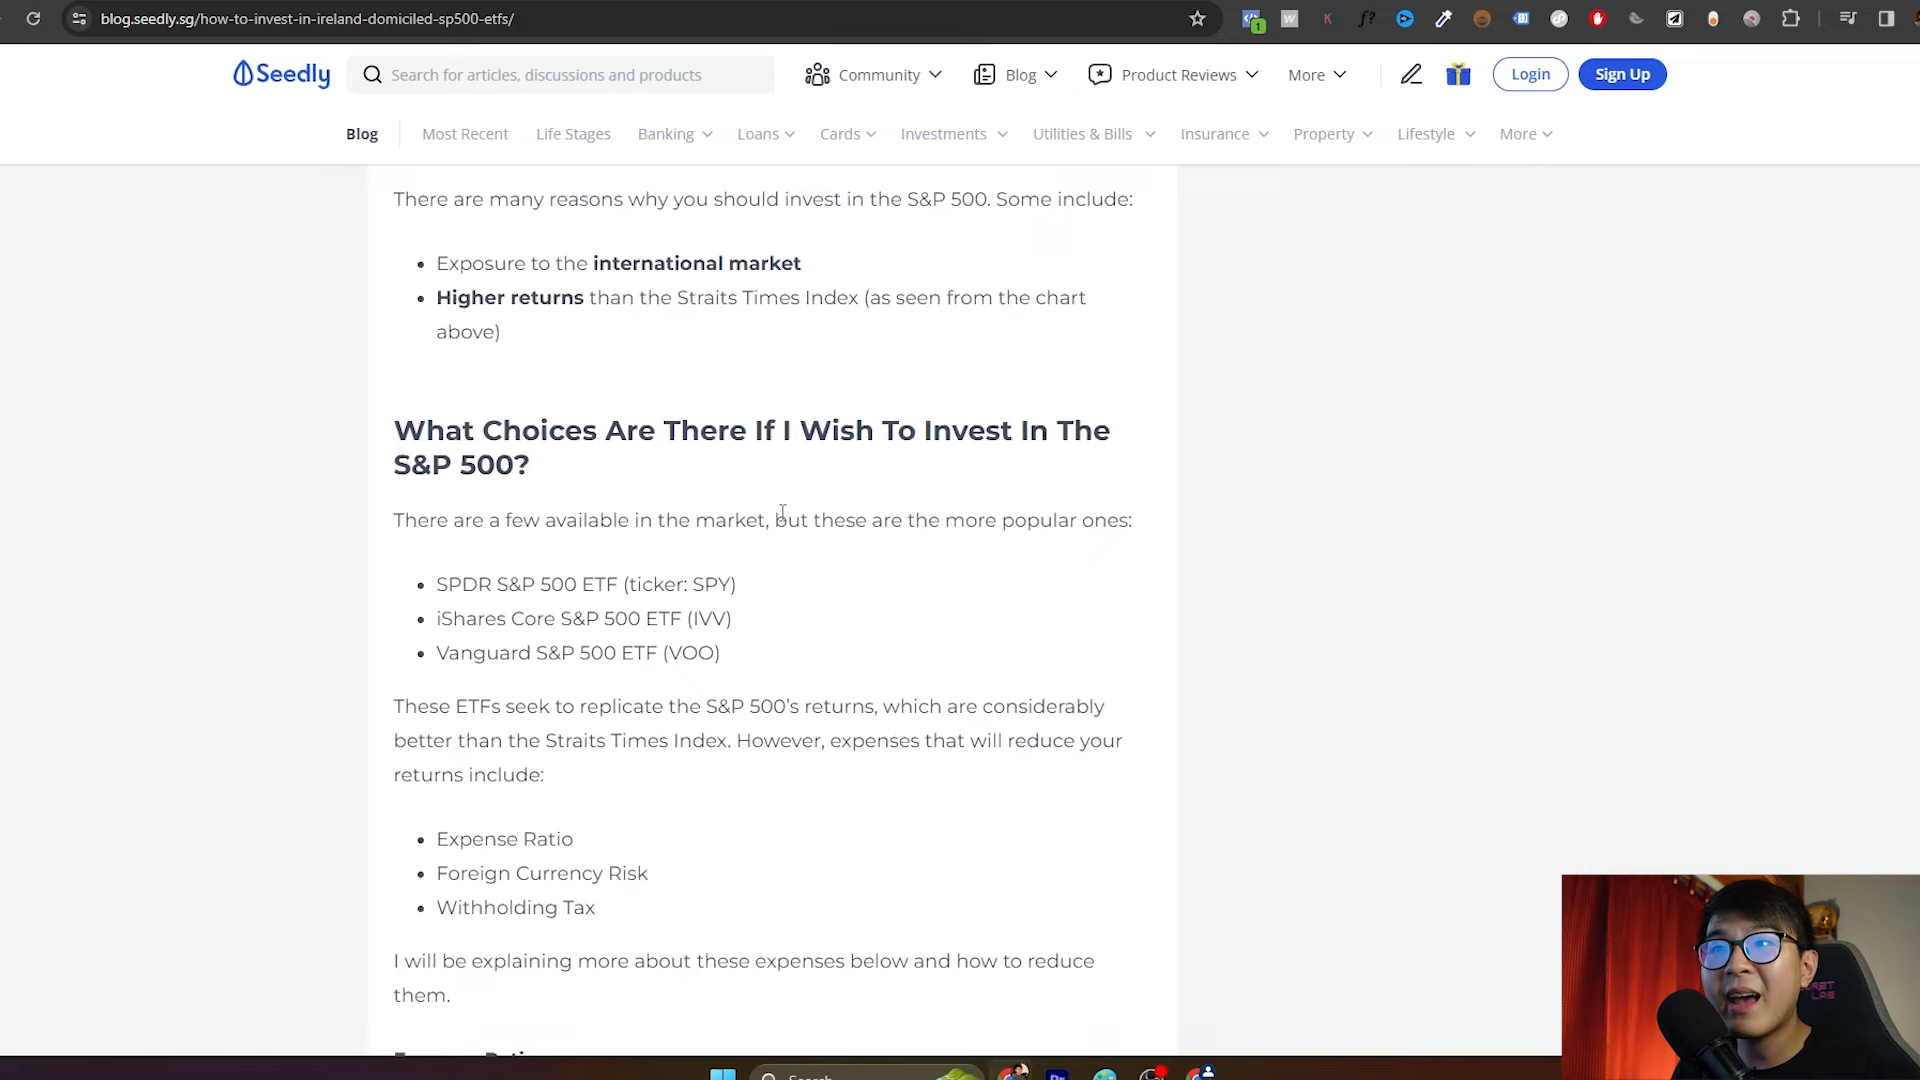 blog.seedly.sg/how-to-invest-in-ireland-domiciled-sp500-etfs/
1
Seedly
Search for articles, discussions and products
Community
Blog
Product Reviews
More
Login
Sign Up
Blog
Most Recent
Life Stages
Banking
Loans
Cards
Investments
Utilities & Bills
Insurance
Property
Lifestyle
More
There are many reasons why you should invest in the S&P 500. Some include:
• Exposure to the international market
• Higher returns than the Straits Times Index (as seen from the chart
above)
What Choices Are There If I Wish To Invest In The
S&P 500?
There are a few available in the market, but these are the more popular ones:
• SPDR S&P 500 ETF (ticker: SPY)
• iShares Core S&P 500 ETF (IVV)
• Vanguard S&P 500 ETF (VOO)
These ETFs seek to replicate the S&P 500’s returns, which are considerably
better than the Straits Times Index. However, expenses that will reduce your
returns include:
• Expense Ratio
• Foreign Currency Risk
• Withholding Tax
I will be explaining more about these expenses below and how to reduce
them.
Search